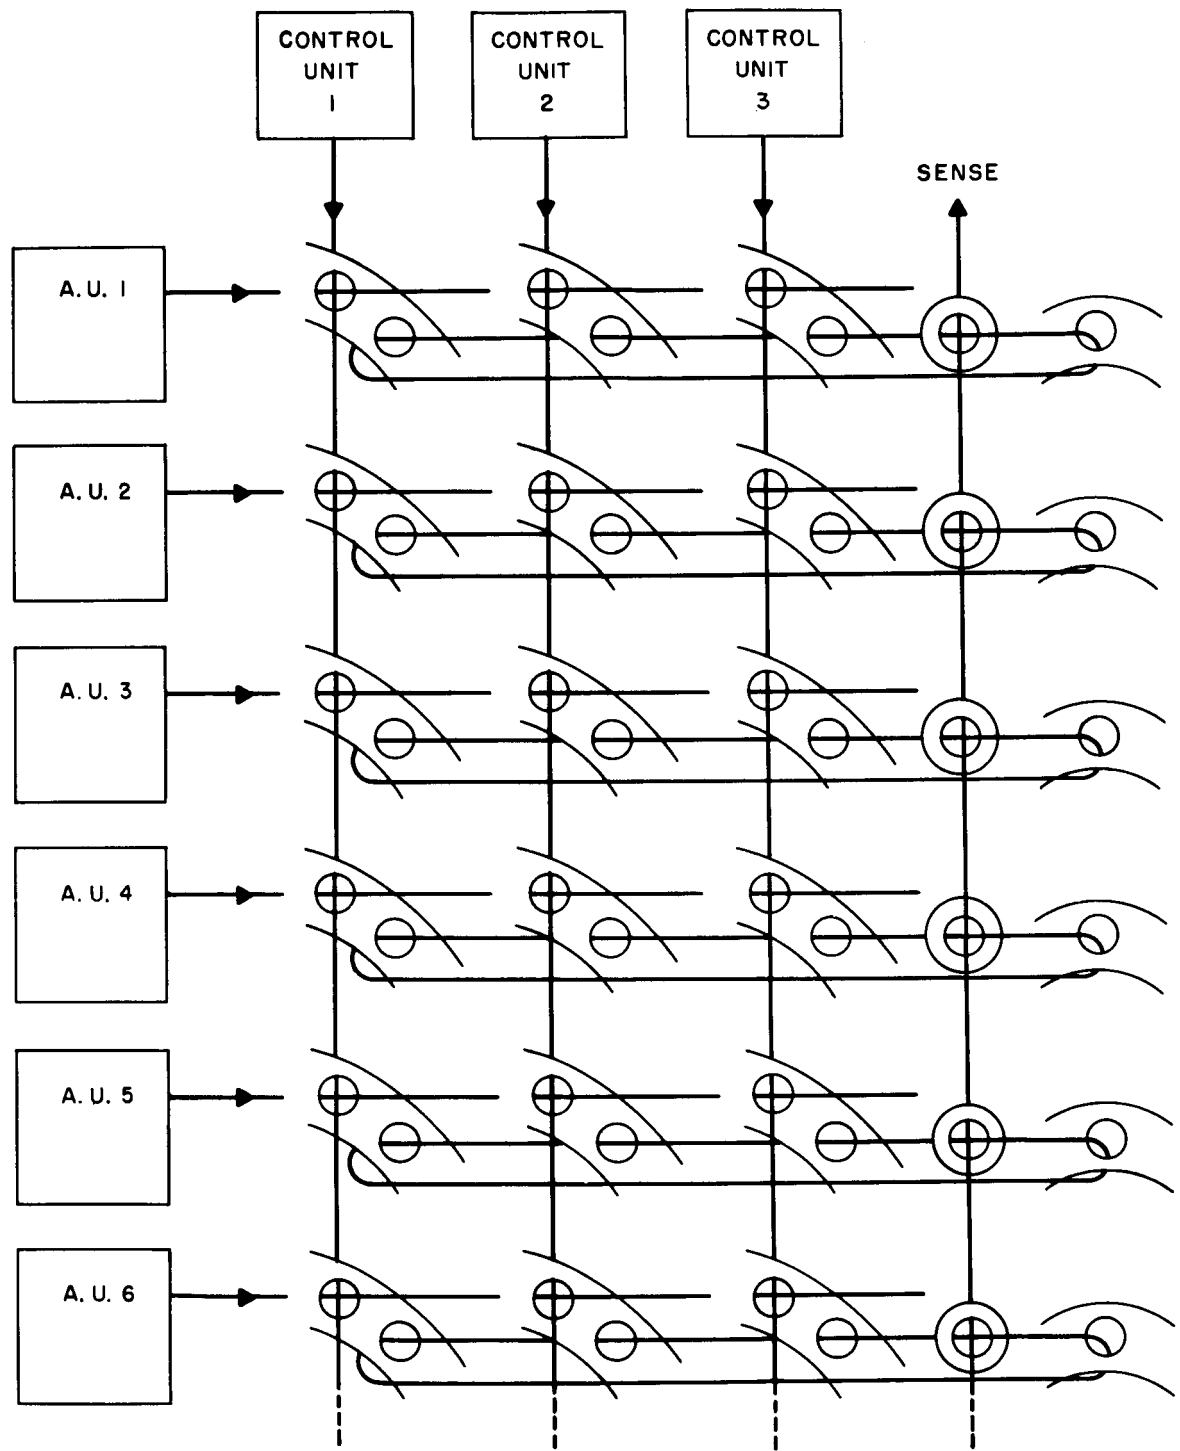 CONTROL
UNIT
1
CONTROL
UNIT
2
CONTROL
UNIT
3
SENSE
A.U. 1
A.U. 2
A.U. 3
A.U. 4
A.U. 5
A.U. 6